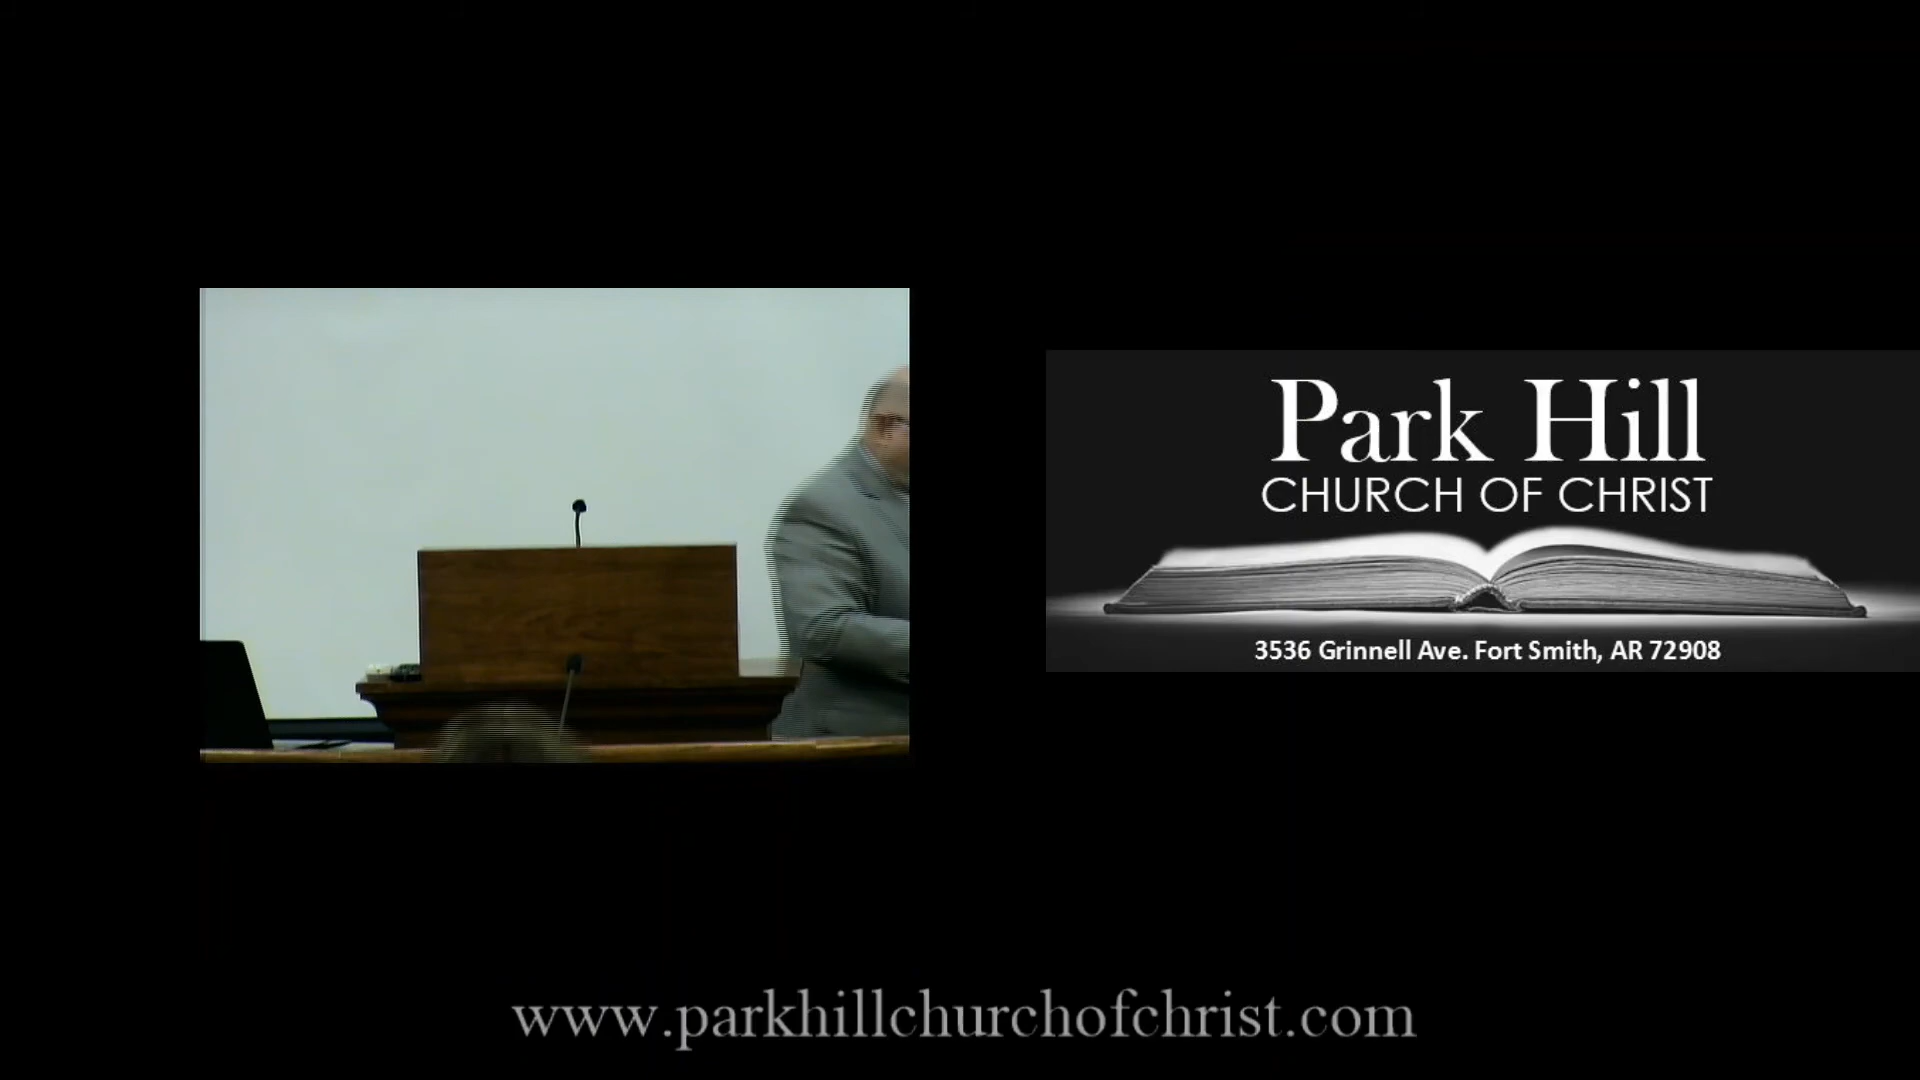 Park Hill
CHURCH OF CHRIST
3536 Grinnell Ave. Fort Smith, AR 72908
www.parkhillchurchofchrist.com